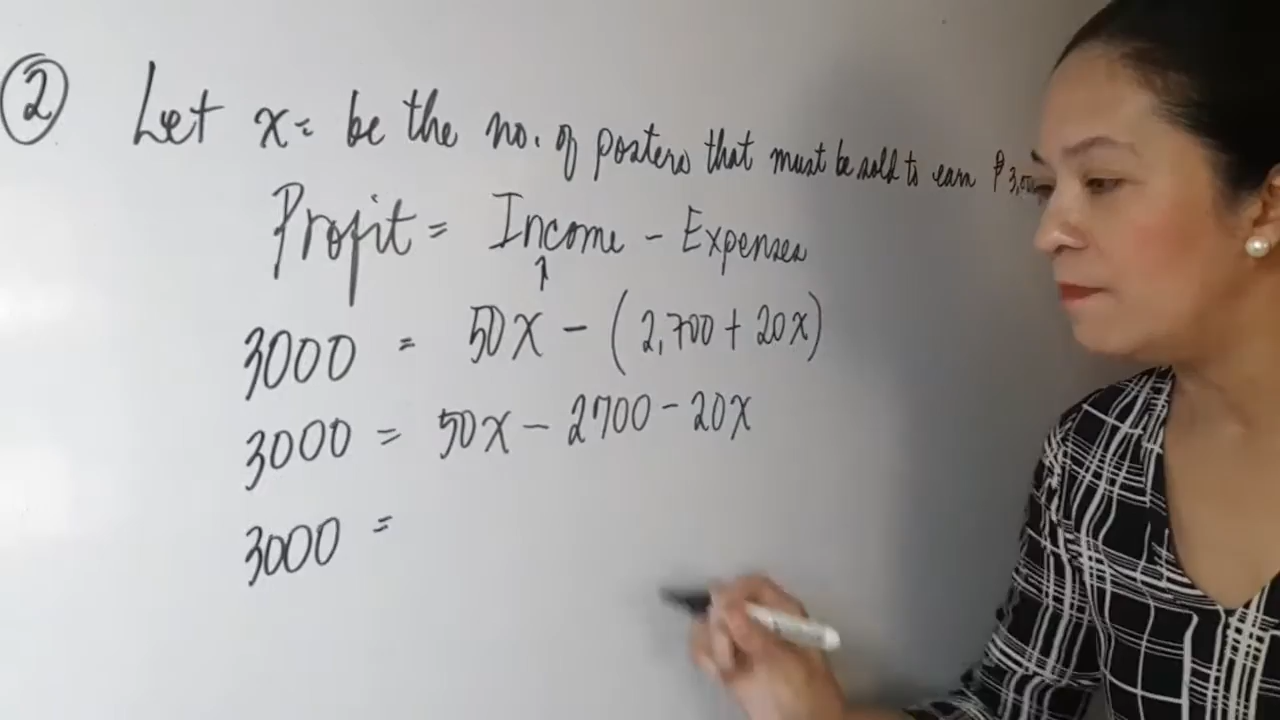 ② Let x = be the no. of posters that must be sold to earn ₱3,00
Profit = Income - Expenses
↑
3000 = 50x - (2,700 + 20x)
3000 = 50x - 2700 - 20x
3000 =